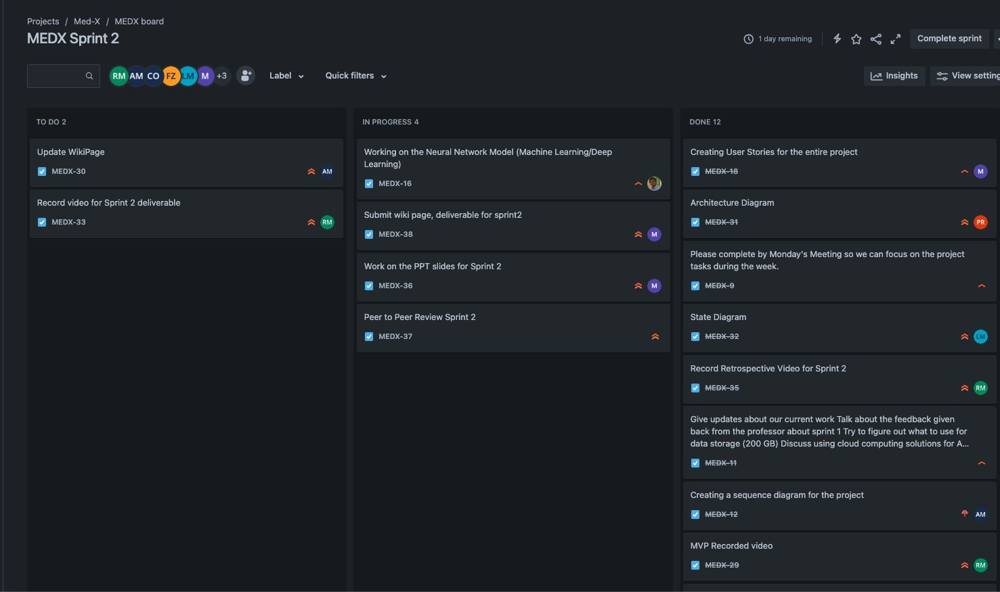 Projects / Med-X / MEDX board
MEDX Sprint 2
1 day remaining
Complete sprint
RM AM CO FZ LM M +3
Label
Quick filters
Insights
View setting
TO DO 2
Update WikiPage
MEDX-30
AM
Record video for Sprint 2 deliverable
MEDX-33
RM
IN PROGRESS 4
Working on the Neural Network Model (Machine Learning/Deep
Learning)
MEDX-16
Submit wiki page, deliverable for sprint2
MEDX-38
M
Work on the PPT slides for Sprint 2
MEDX-36
M
Peer to Peer Review Sprint 2
MEDX-37
DONE 12
Creating User Stories for the entire project
MEDX-18
M
Architecture Diagram
MEDX-31
PR
Please complete by Monday's Meeting so we can focus on the project
tasks during the week.
MEDX-9
State Diagram
MEDX-32
LM
Record Retrospective Video for Sprint 2
MEDX-35
RM
Give updates about our current work Talk about the feedback given
back from the professor about sprint 1 Try to figure out what to use for
data storage (200 GB) Discuss using cloud computing solutions for A...
MEDX-11
Creating a sequence diagram for the project
MEDX-12
AM
MVP Recorded video
MEDX-29
RM